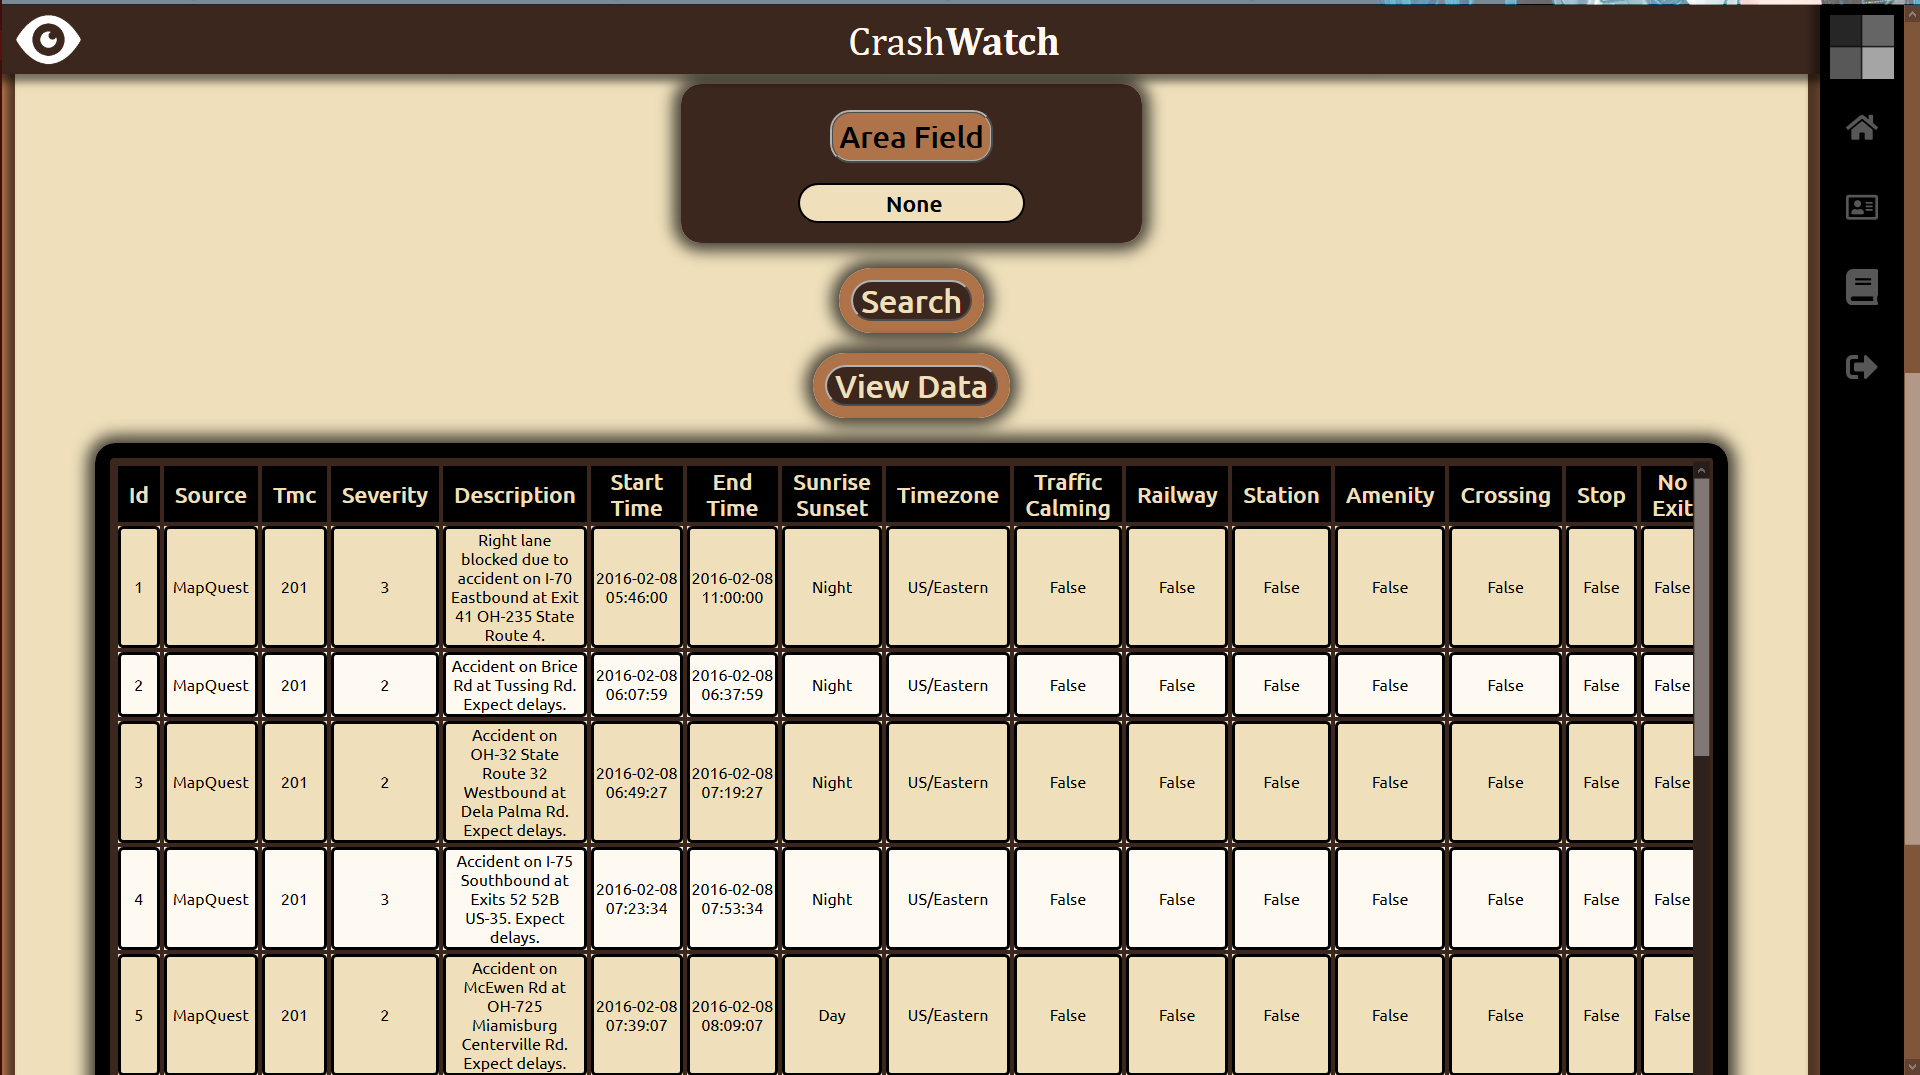 CrashWatch
Area Field
None
Search
View Data
Id Source Tmc Severity Description Start Time End Time Sunrise Sunset Timezone Traffic Calming Railway Station Amenity Crossing Stop No Exit
1 MapQuest 201 3 Right lane blocked due to accident on I-70 Eastbound at Exit 41 OH-235 State Route 4. 2016-02-08 05:46:00 2016-02-08 11:00:00 Night US/Eastern False False False False False False False
2 MapQuest 201 2 Accident on Brice Rd at Tussing Rd. Expect delays. 2016-02-08 06:07:59 2016-02-08 06:37:59 Night US/Eastern False False False False False False False
3 MapQuest 201 2 Accident on OH-32 State Route 32 Westbound at Dela Palma Rd. Expect delays. 2016-02-08 06:49:27 2016-02-08 07:19:27 Night US/Eastern False False False False False False False
4 MapQuest 201 3 Accident on I-75 Southbound at Exits 52 52B US-35. Expect delays. 2016-02-08 07:23:34 2016-02-08 07:53:34 Night US/Eastern False False False False False False False
5 MapQuest 201 2 Accident on McEwen Rd at OH-725 Miamisburg Centerville Rd. Expect delays. 2016-02-08 07:39:07 2016-02-08 08:09:07 Day US/Eastern False False False False False False False